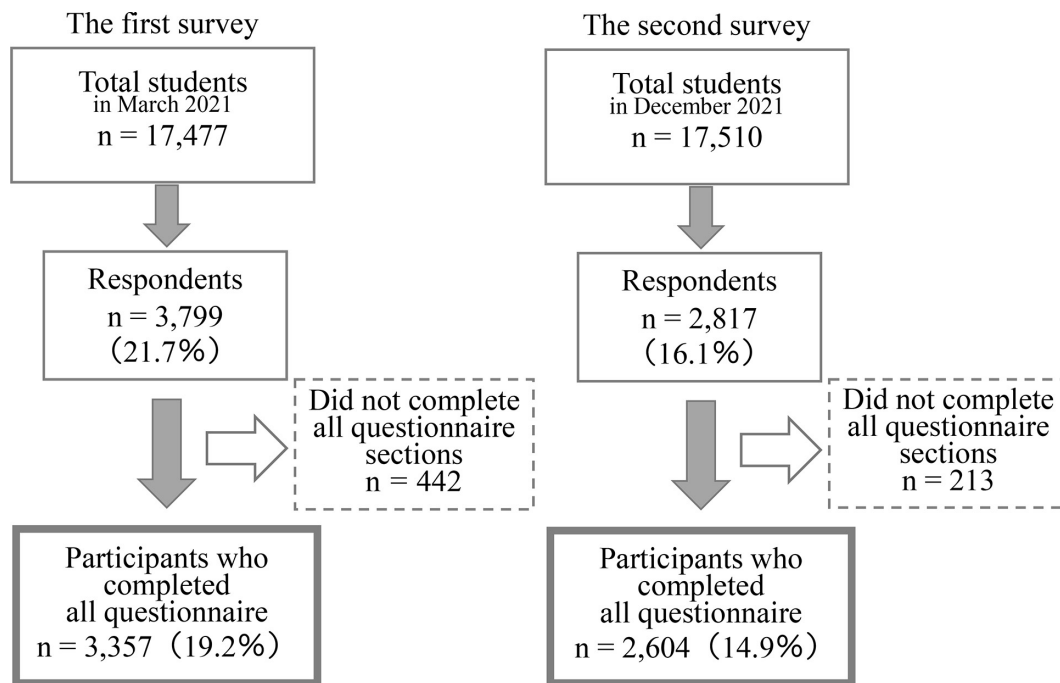 The first survey
Total students
in March 2021
n = 17,477
Respondents
n = 3,799
(21.7%)
Did not complete
all questionnaire
sections
n = 442
Participants who
completed
all questionnaire
n = 3,357 (19.2%)
The second survey
Total students
in December 2021
n = 17,510
Respondents
n = 2,817
(16.1%)
Did not complete
all questionnaire
sections
n = 213
Participants who
completed
all questionnaire
n = 2,604 (14.9%)